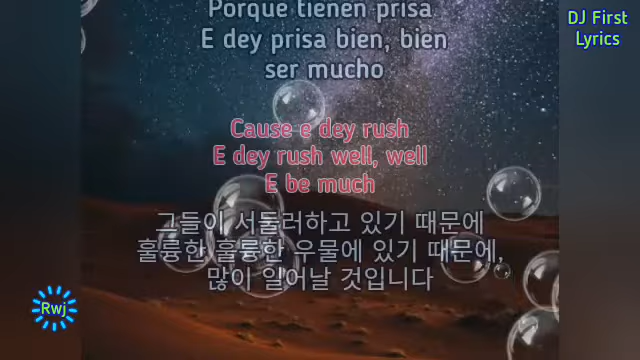 Porque tienen prisa
E dey prisa bien, bien
ser mucho
Cause e dey rush
E dey rush well, well
E be much
그들이 서둘러하고 있기 때문에
훌륭한 훌륭한 우물에 있기 때문에,
많이 일어날 것입니다
DJ First
Lyrics
Rwj